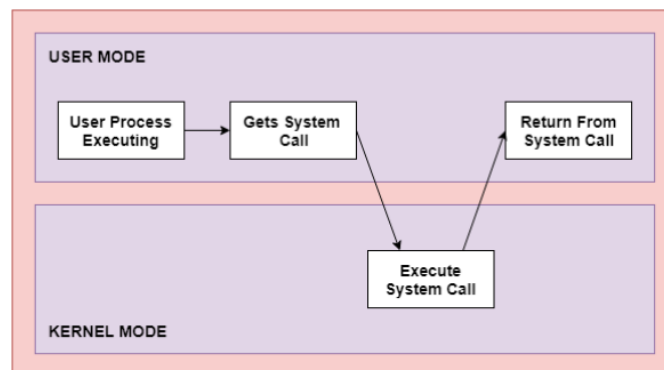 USER MODE
User Process
Executing
Gets System
Call
Return From
System Call
Execute
System Call
KERNEL MODE